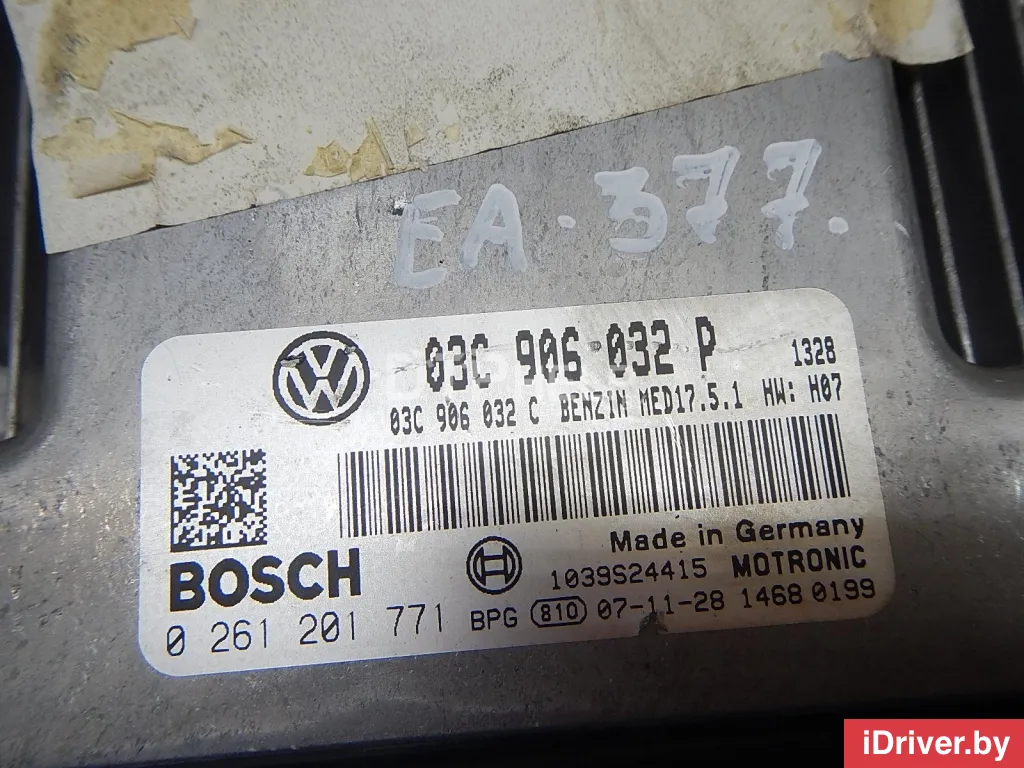 EA·377.
03C 906 032 P 1328
03C 906 032 C BENZIN MED17.5.1 HW: H07
Made in Germany
BOSCH
1039S24415 MOTRONIC
0 261 201 771 BPG 810 07-11-28 1468 0199
iDriver.by